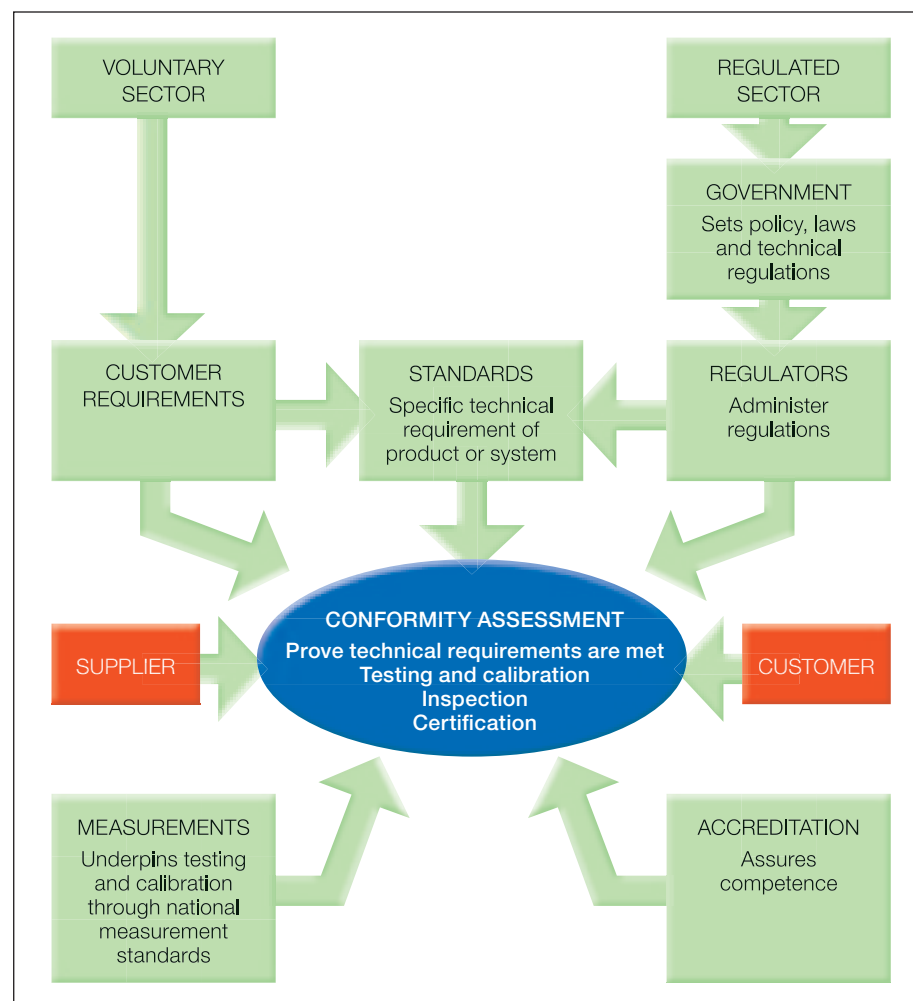 VOLUNTARY
SECTOR
REGULATED
SECTOR
GOVERNMENT
Sets policy, laws
and technical
regulations
CUSTOMER
REQUIREMENTS
STANDARDS
Specific technical
requirement of
product or system
REGULATORS
Administer
regulations
CONFORMITY ASSESSMENT
Prove technical requirements are met
Testing and calibration
Inspection
Certification
SUPPLIER
CUSTOMER
MEASUREMENTS
Underpins testing
and calibration
through national
measurement
standards
ACCREDITATION
Assures
competence